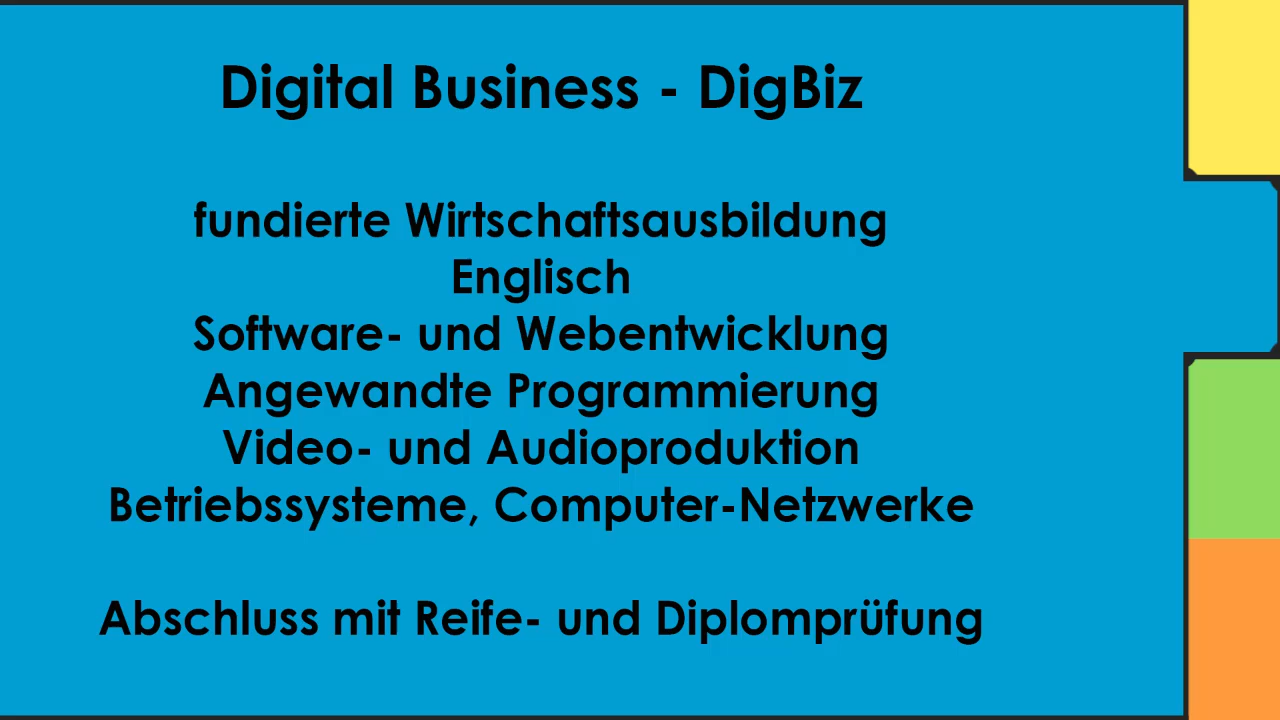 Digital Business - DigBiz
fundierte Wirtschaftsausbildung
Englisch
Software- und Webentwicklung
Angewandte Programmierung
Video- und Audioproduktion
Betriebssysteme, Computer-Netzwerke
Abschluss mit Reife- und Diplomprüfung